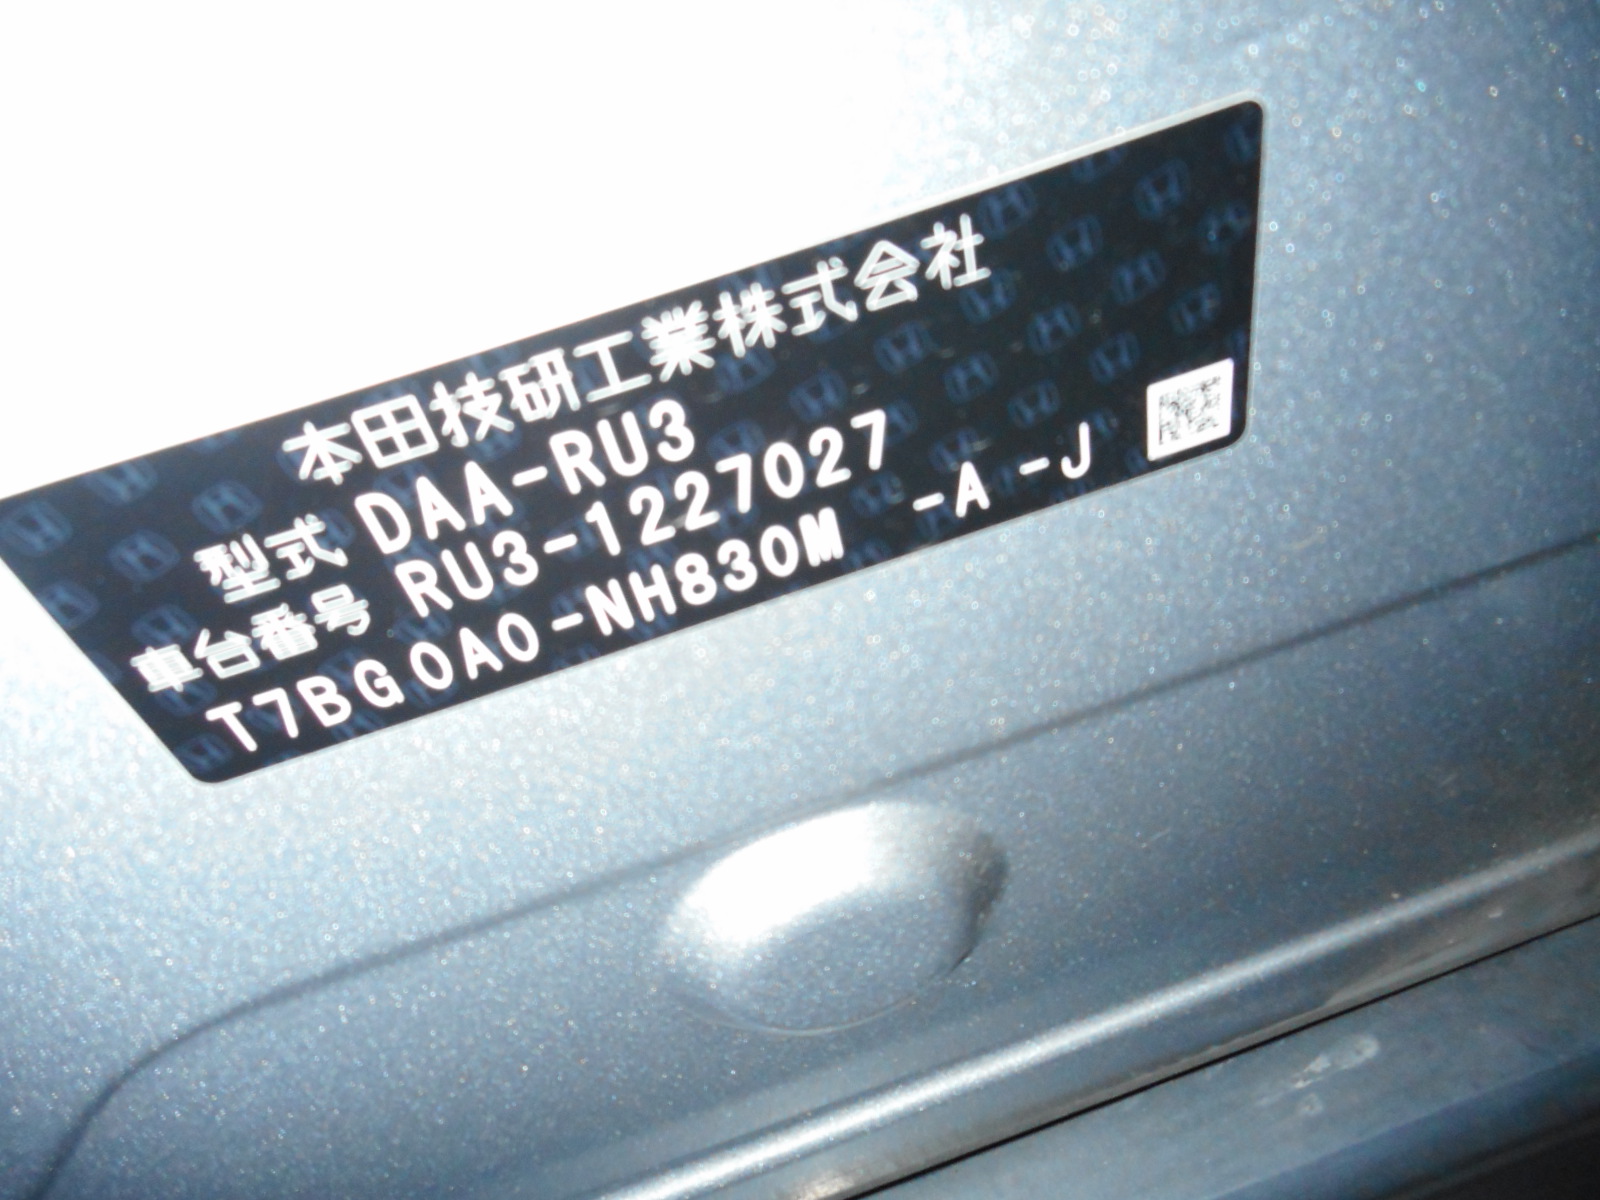 本田技研工業株式会社
型式 DAA-RU3
車台番号 RU3-1227027
T7BG0A0-NH830M -A -J